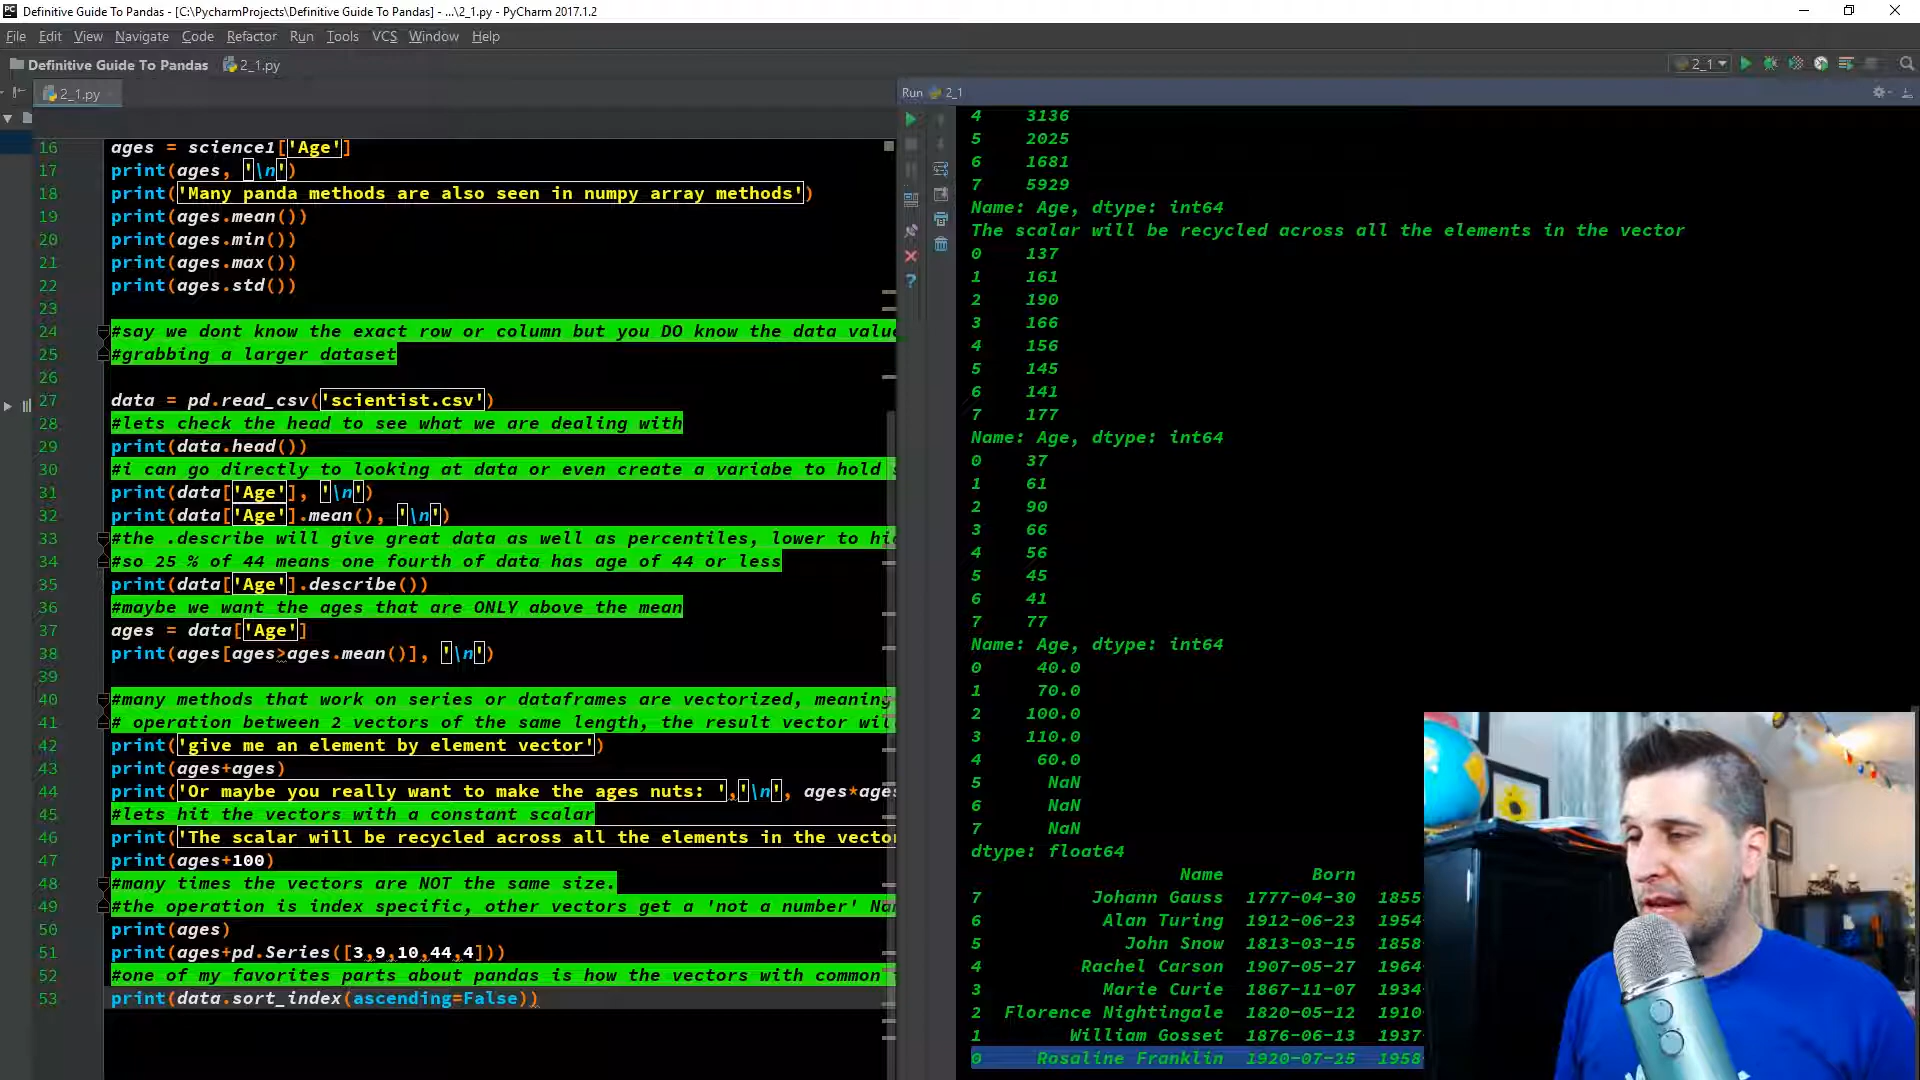 Definitive Guide To Pandas - [C:\PycharmProjects\Definitive Guide To Pandas] - ...\2_1.py - PyCharm 2017.1.2
File Edit View Navigate Code Refactor Run Tools VCS Window Help
Definitive Guide To Pandas 2_1.py
2_1
2_1.py
16 ages = science1['Age']
17 print(ages, '\n')
18 print('Many panda methods are also seen in numpy array methods')
19 print(ages.mean())
20 print(ages.min())
21 print(ages.max())
22 print(ages.std())
23
24 #say we dont know the exact row or column but you DO know the data valu
25 #grabbing a larger dataset
26
27 data = pd.read_csv('scientist.csv')
28 #lets check the head to see what we are dealing with
29 print(data.head())
30 #i can go directly to looking at data or even create a variabe to hold
31 print(data['Age'], '\n')
32 print(data['Age'].mean(), '\n')
33 #the .describe will give great data as well as percentiles, lower to hi
34 #so 25 % of 44 means one fourth of data has age of 44 or less
35 print(data['Age'].describe())
36 #maybe we want the ages that are ONLY above the mean
37 ages = data['Age']
38 print(ages[ages>ages.mean()], '\n')
39
40 #many methods that work on series or dataframes are vectorized, meaning
41 # operation between 2 vectors of the same length, the result vector wil
42 print('give me an element by element vector')
43 print(ages+ages)
44 print('Or maybe you really want to make the ages nuts: ','\n', ages*ages
45 #lets hit the vectors with a constant scalar
46 print('The scalar will be recycled across all the elements in the vecto
47 print(ages+100)
48 #many times the vectors are NOT the same size.
49 #the operation is index specific, other vectors get a 'not a number' Na
50 print(ages)
51 print(ages+pd.Series([3,9,10,44,4]))
52 #one of my favorites parts about pandas is how the vectors with common
53 print(data.sort_index(ascending=False))
Run 2_1
4 3136
5 2025
6 1681
7 5929
Name: Age, dtype: int64
The scalar will be recycled across all the elements in the vector
0 137
1 161
2 190
3 166
4 156
5 145
6 141
7 177
Name: Age, dtype: int64
0 37
1 61
2 90
3 66
4 56
5 45
6 41
7 77
Name: Age, dtype: int64
0 40.0
1 70.0
2 100.0
3 110.0
4 60.0
5 NaN
6 NaN
7 NaN
dtype: float64
Name Born
7 Johann Gauss 1777-04-30 1855
6 Alan Turing 1912-06-23 1954
5 John Snow 1813-03-15 1858
4 Rachel Carson 1907-05-27 1964
3 Marie Curie 1867-11-07 1934
2 Florence Nightingale 1820-05-12 1910
1 William Gosset 1876-06-13 1937
0 Rosaline Franklin 1920-07-25 1958